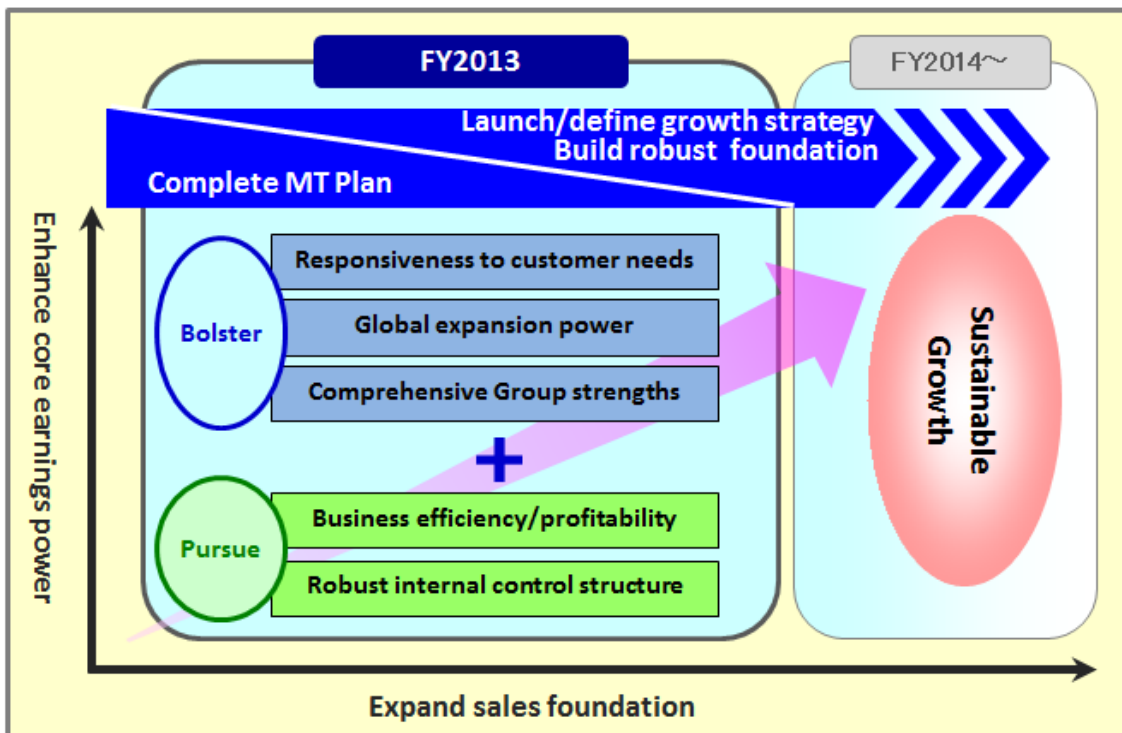 FY2013
FY2014～
Launch/define growth strategy
Build robust foundation
Complete MT Plan
Enhance core earnings power
Bolster
Responsiveness to customer needs
Global expansion power
Comprehensive Group strengths
+
Pursue
Business efficiency/profitability
Robust internal control structure
Sustainable
Growth
Expand sales foundation